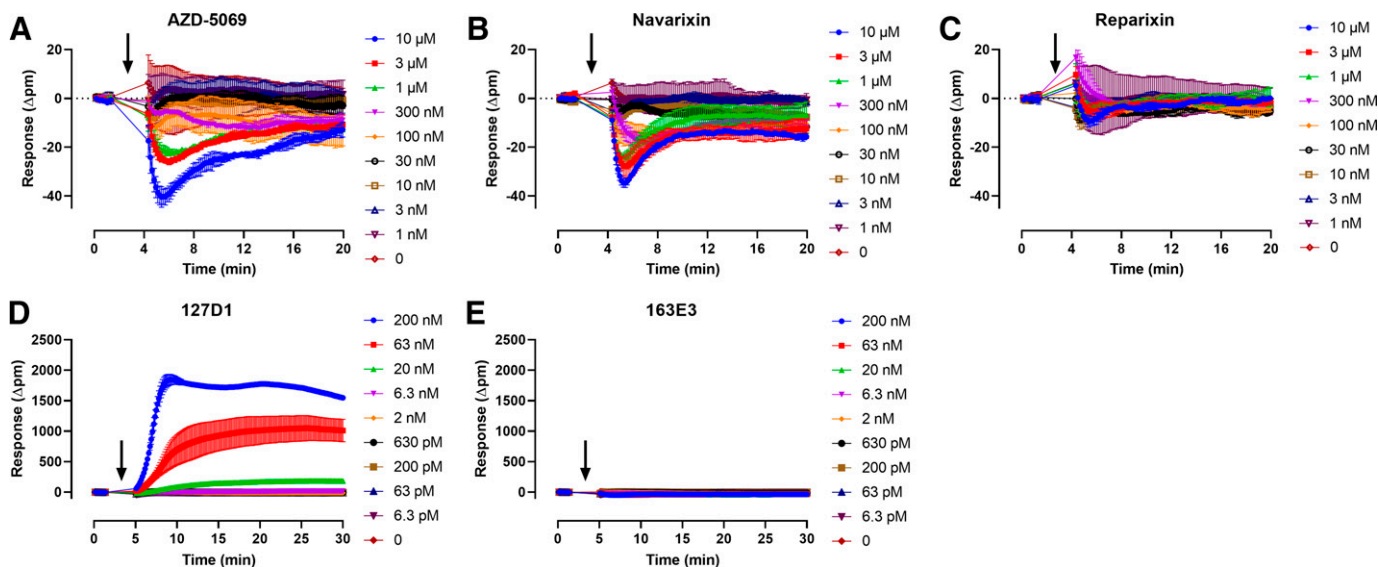 A
AZD-5069
Response (Δpm)
20
0
-20
-40
0 4 8 12 16 20
Time (min)
10 µM
3 µM
1 µM
300 nM
100 nM
30 nM
10 nM
3 nM
1 nM
0
B
Navarixin
Response (Δpm)
20
0
-20
-40
0 4 8 12 16 20
Time (min)
10 µM
3 µM
1 µM
300 nM
100 nM
30 nM
10 nM
3 nM
1 nM
0
C
Reparixin
Response (Δpm)
20
0
-20
-40
0 4 8 12 16 20
Time (min)
10 µM
3 µM
1 µM
300 nM
100 nM
30 nM
10 nM
3 nM
1 nM
0
D
127D1
Response (Δpm)
2500
2000
1500
1000
500
0
0 5 10 15 20 25 30
Time (min)
200 nM
63 nM
20 nM
6.3 nM
2 nM
630 pM
200 pM
63 pM
6.3 pM
0
E
163E3
Response (Δpm)
2500
2000
1500
1000
500
0
0 5 10 15 20 25 30
Time (min)
200 nM
63 nM
20 nM
6.3 nM
2 nM
630 pM
200 pM
63 pM
6.3 pM
0